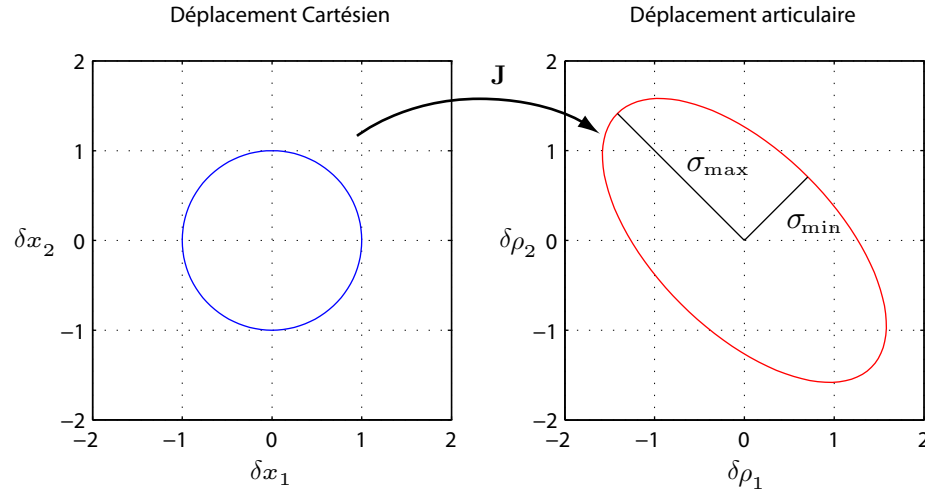 Déplacement Cartésien
2
1
0
−1
−2
−2
−1
0
1
2
δx₂
δx₁
J
Déplacement articulaire
2
1
0
−1
−2
−2
−1
0
1
2
δρ₂
δρ₁
σmax
σmin